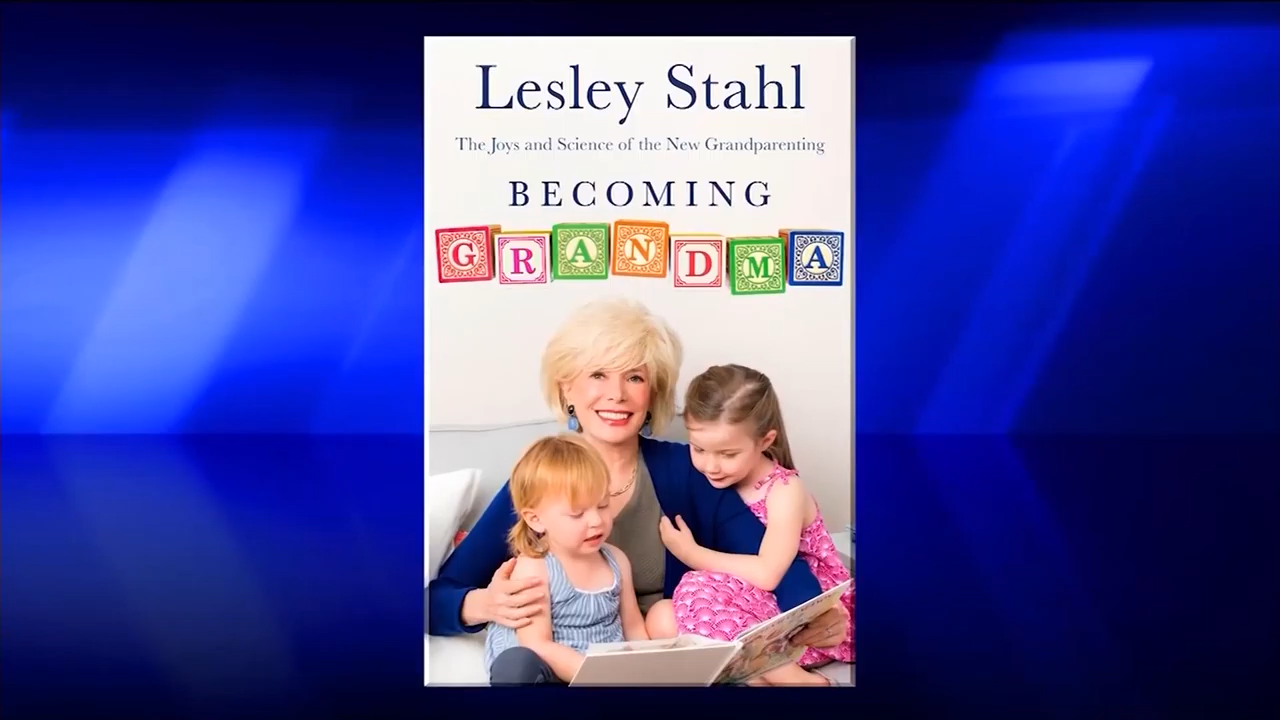 Lesley Stahl
The Joys and Science of the New Grandparenting
BECOMING
GRANDMA